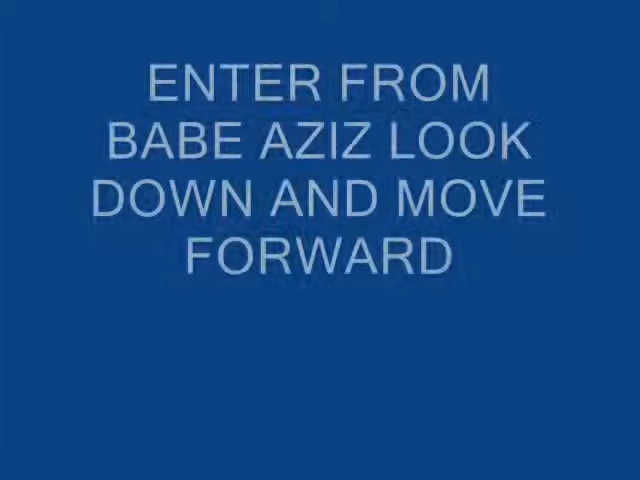 ENTER FROM
BABE AZIZ LOOK
DOWN AND MOVE
FORWARD